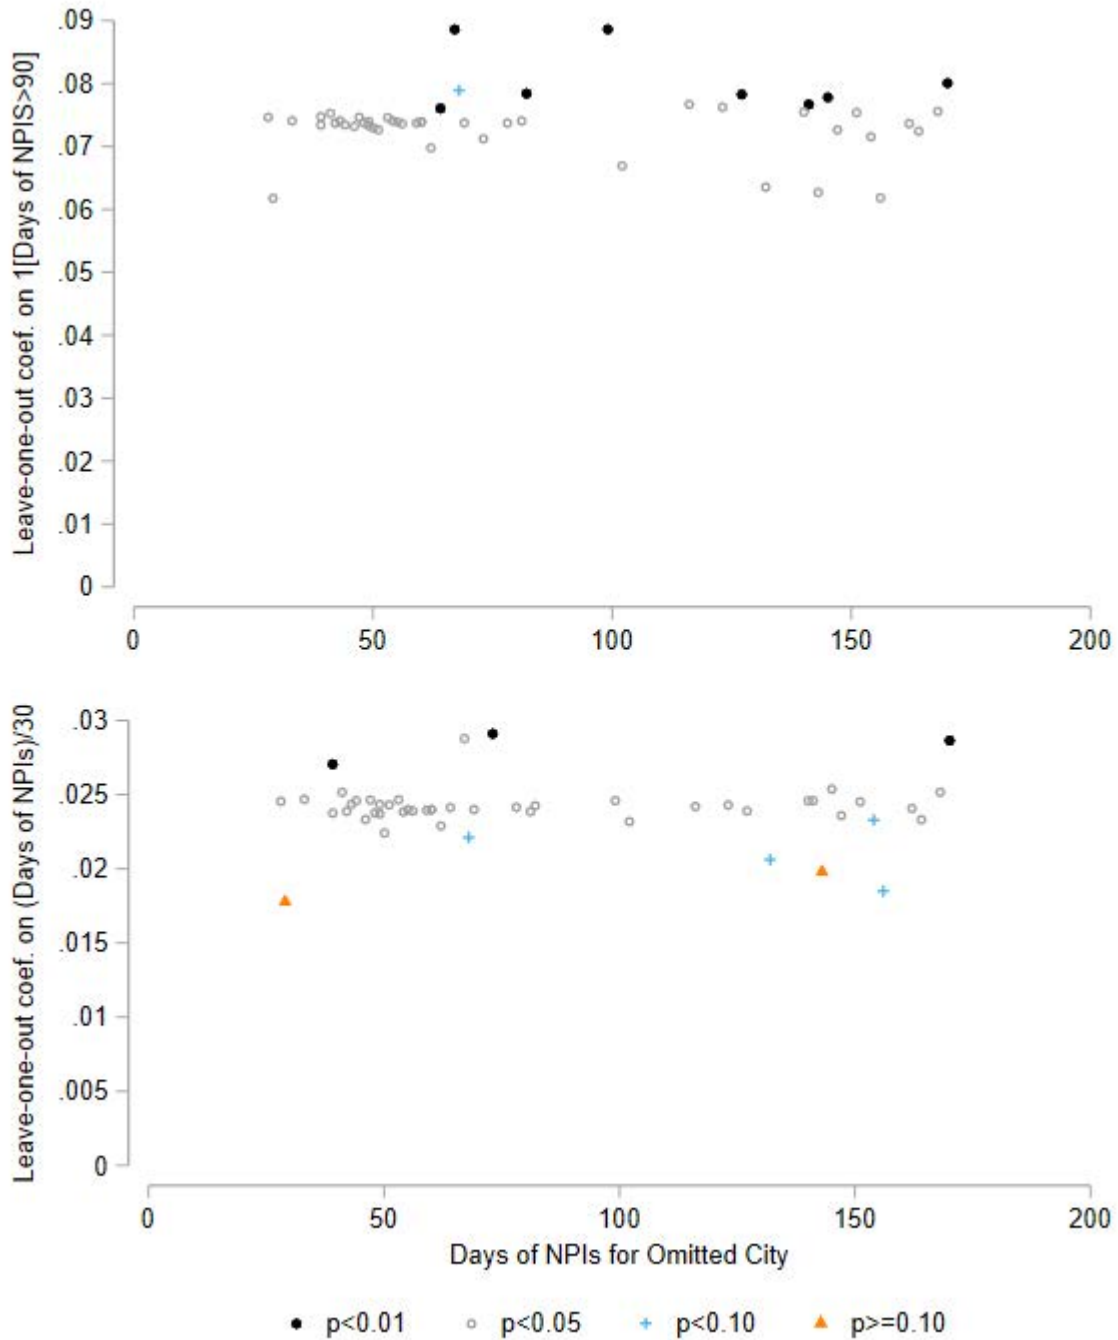 Leave-one-out coef. on 1[Days of NPIS>90]
.09
.08
.07
.06
.05
.04
.03
.02
.01
0
0 50 100 150 200
Leave-one-out coef. on (Days of NPIs)/30
.03
.025
.02
.015
.01
.005
0
0 50 100 150 200
Days of NPIs for Omitted City
p<0.01 p<0.05 p<0.10 p>=0.10